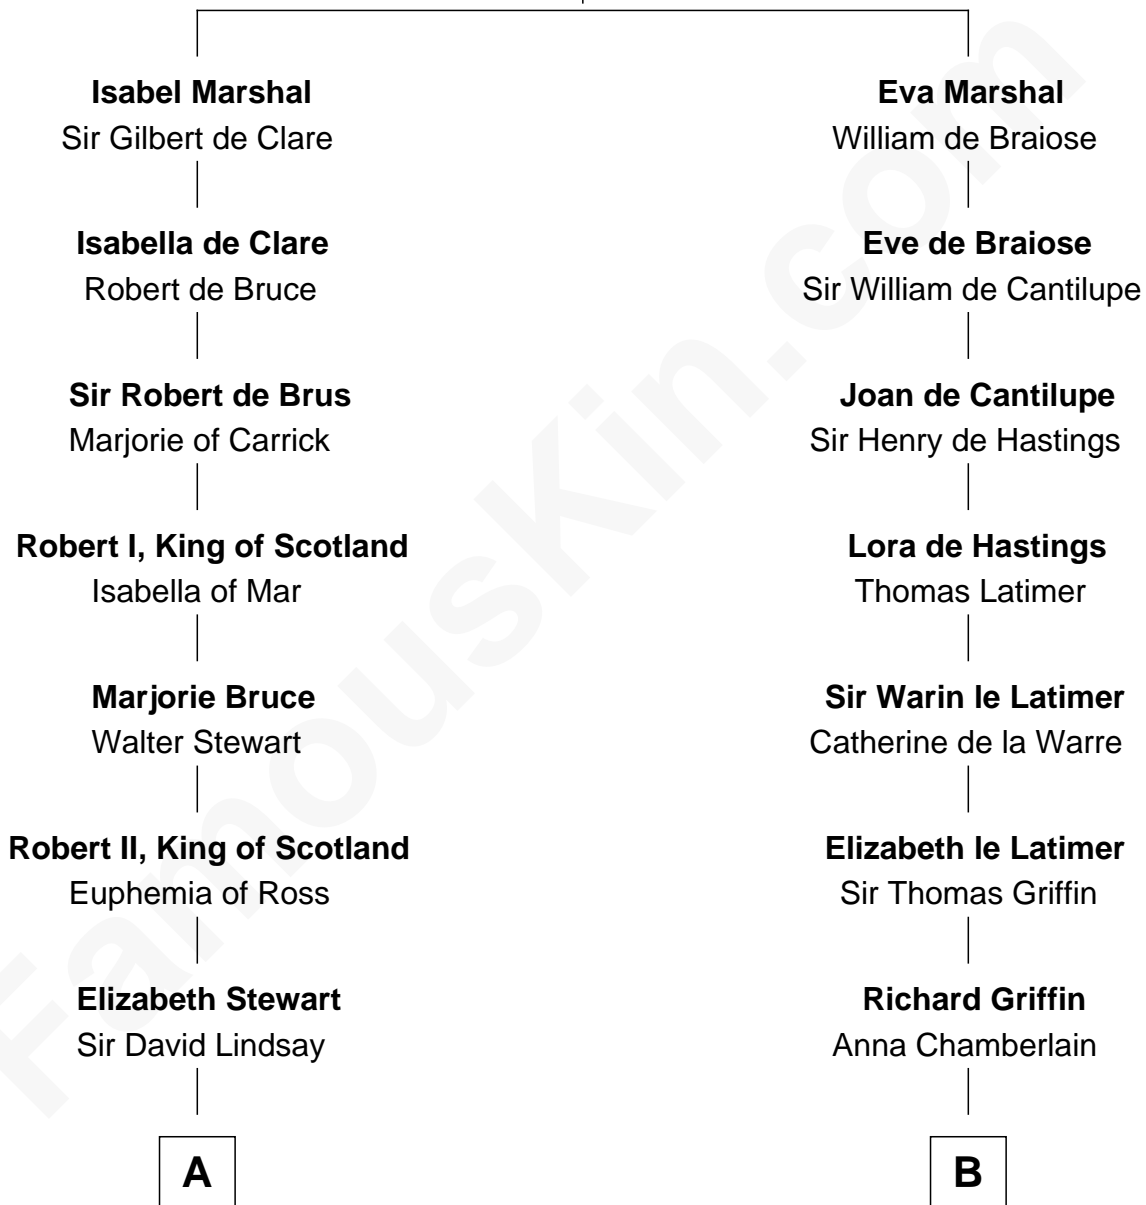 Isabel Marshal
Sir Gilbert de Clare
Isabella de Clare
Robert de Bruce
Sir Robert de Brus
Marjorie of Carrick
Robert I, King of Scotland
Isabella of Mar
Marjorie Bruce
Walter Stewart
Robert II, King of Scotland
Euphemia of Ross
Elizabeth Stewart
Sir David Lindsay
A
Eva Marshal
William de Braiose
Eve de Braiose
Sir William de Cantilupe
Joan de Cantilupe
Sir Henry de Hastings
Lora de Hastings
Thomas Latimer
Sir Warin le Latimer
Catherine de la Warre
Elizabeth le Latimer
Sir Thomas Griffin
Richard Griffin
Anna Chamberlain
B
FamousKin.com